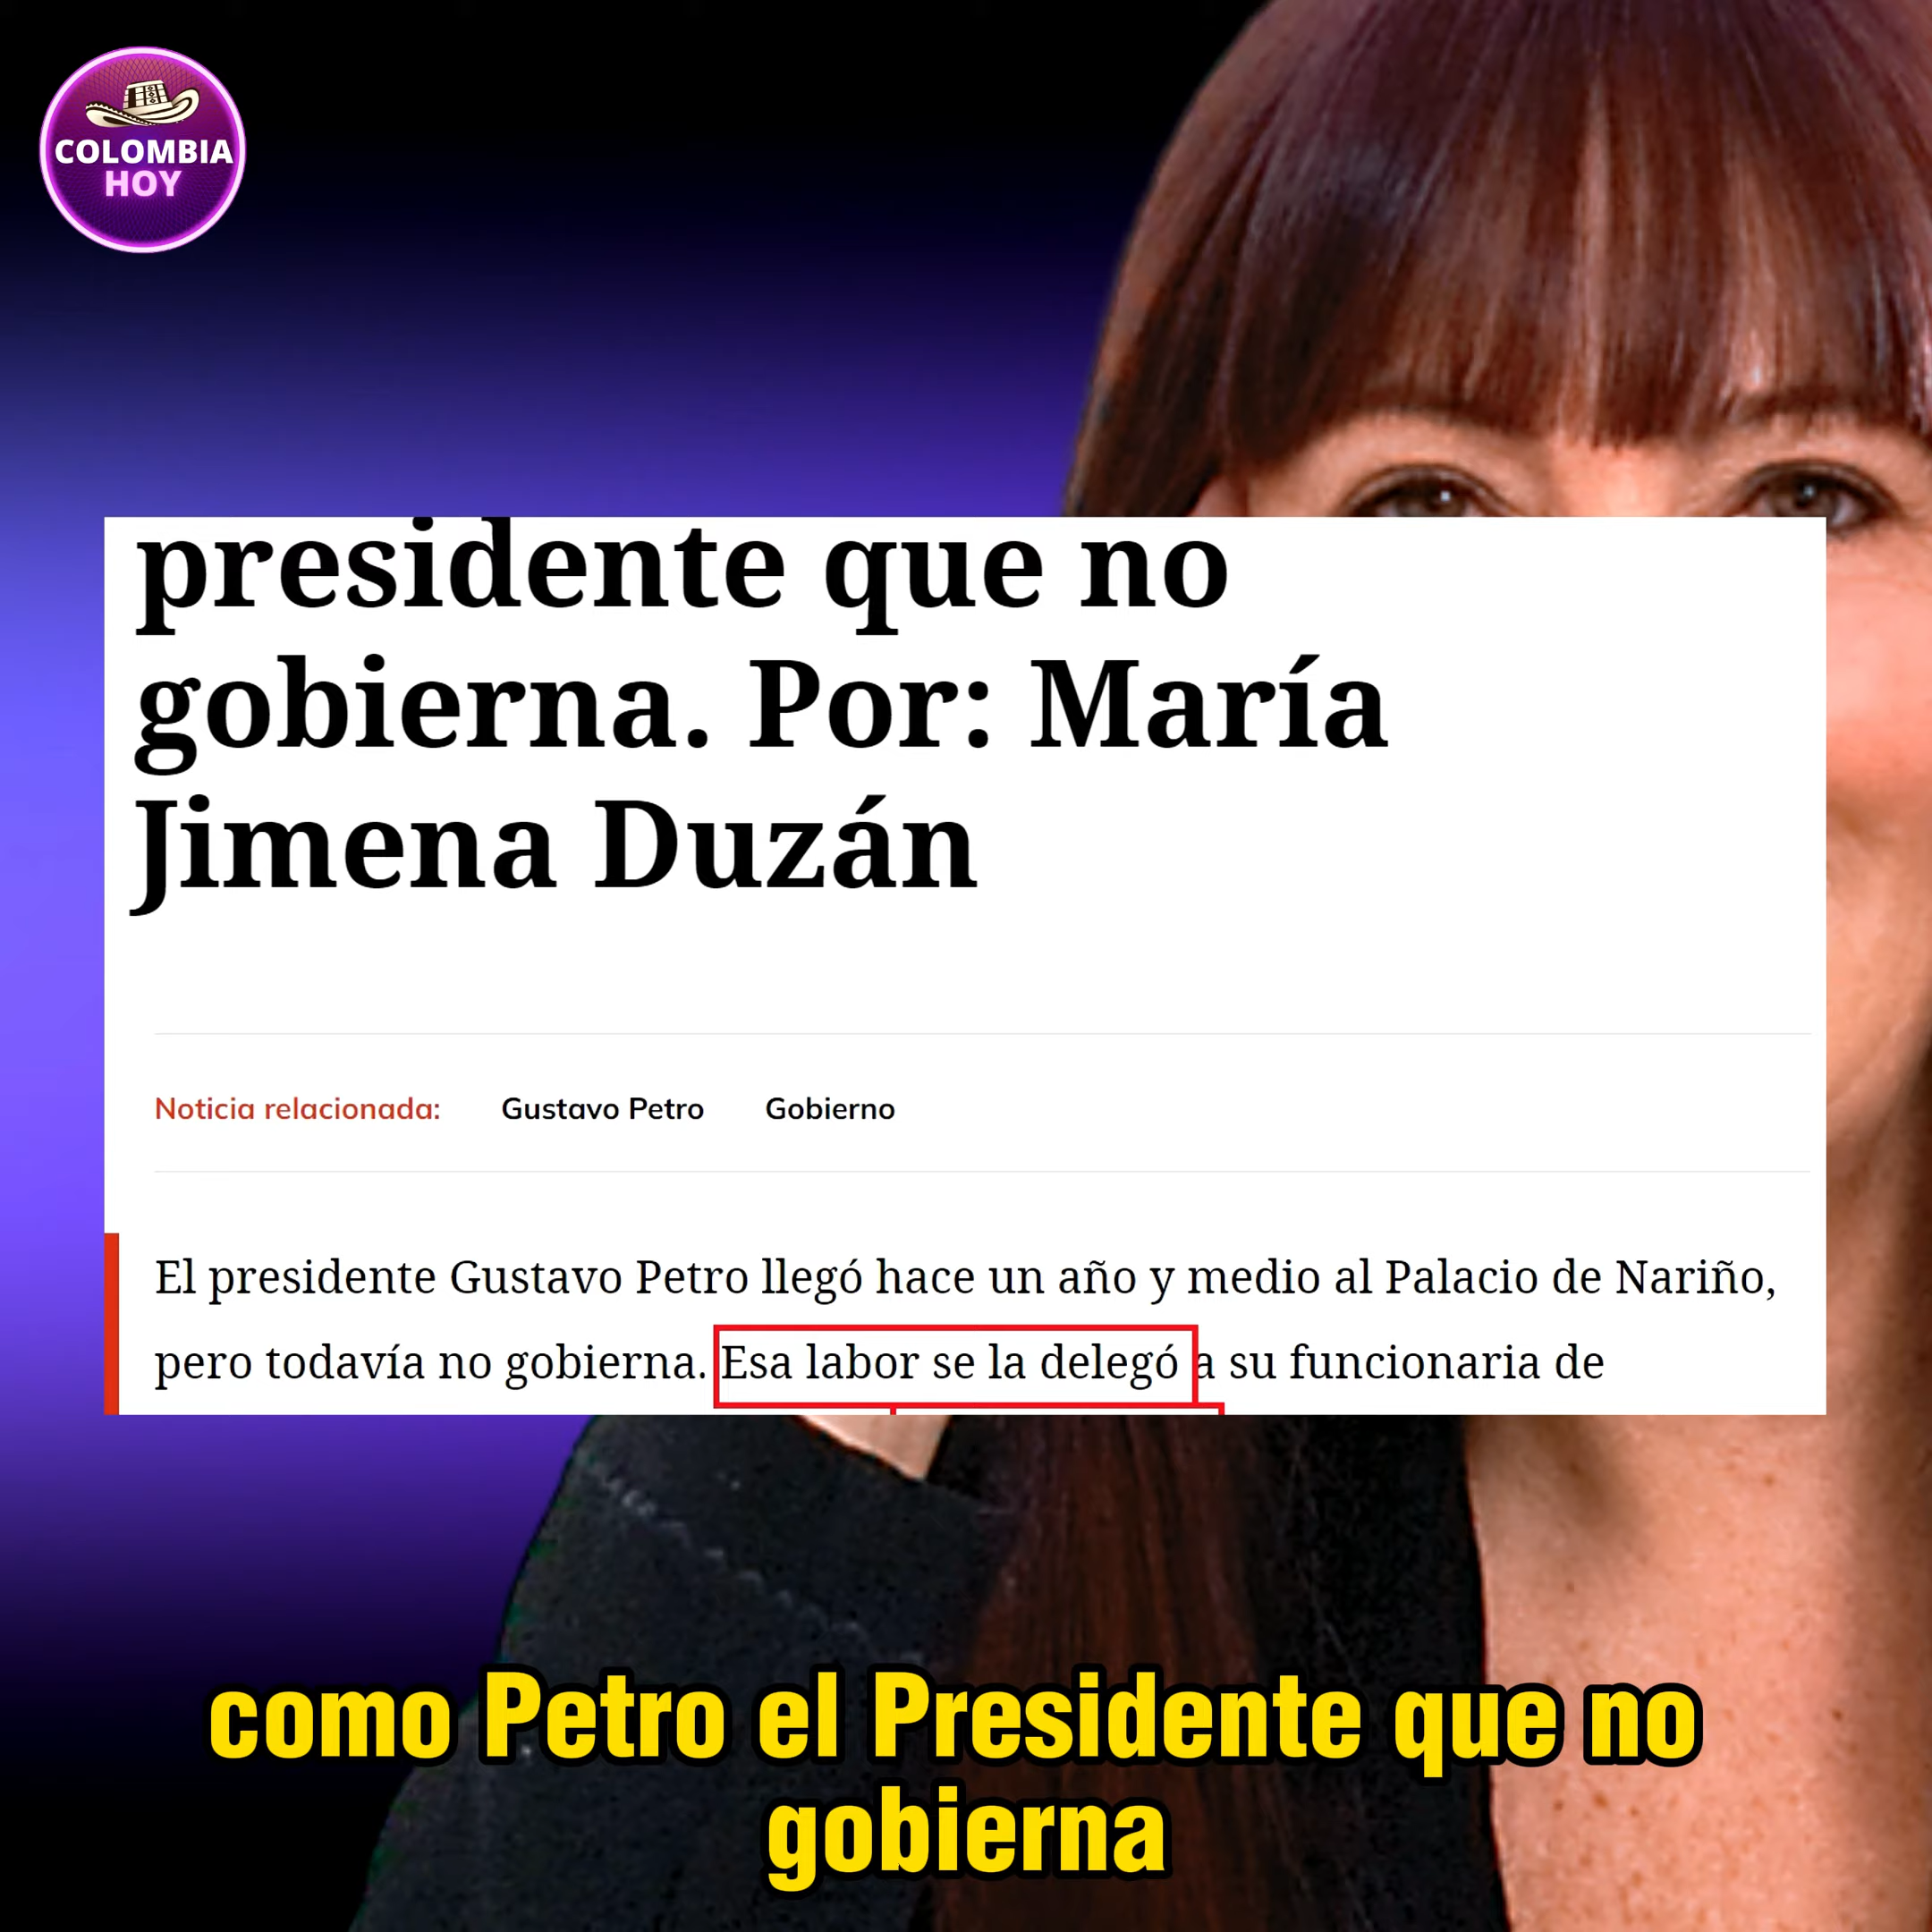 COLOMBIA
HOY
presidente que no
gobierna. Por: María
Jimena Duzán
Noticia relacionada: Gustavo Petro Gobierno
El presidente Gustavo Petro llegó hace un año y medio al Palacio de Nariño,
pero todavía no gobierna. Esa labor se la delegó a su funcionaria de
como Petro el Presidente que no
gobierna